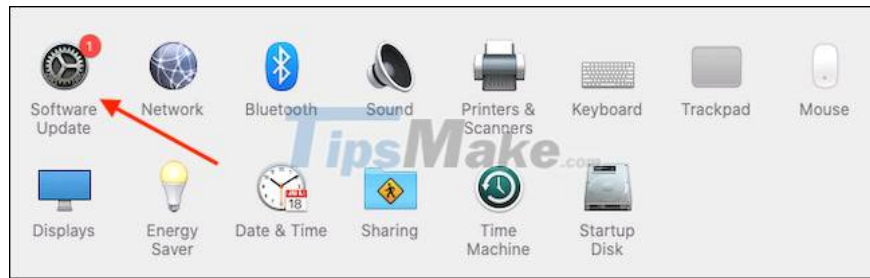 1
Software
Update
Network
Bluetooth
Sound
Printers &
Scanners
Keyboard
Trackpad
Mouse
TipsMake.com
Displays
Energy
Saver
JUL
18
Date & Time
Sharing
Time
Machine
Startup
Disk